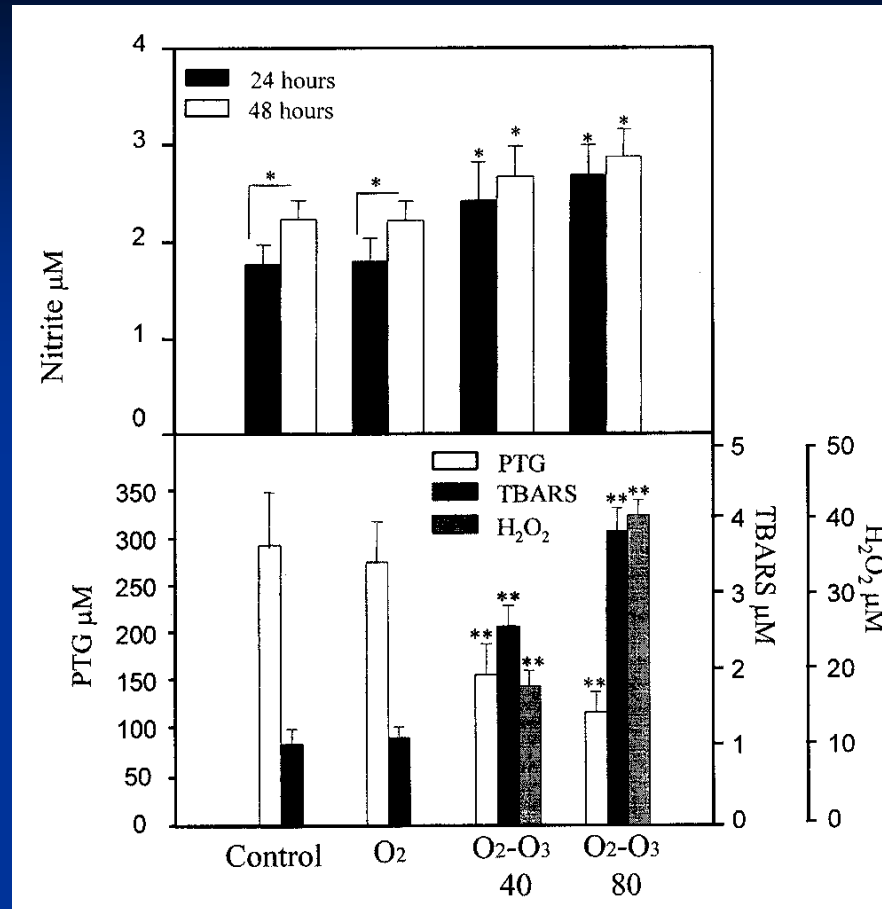 4
24 hours
48 hours
3
* * * * * *
2
1
0
Nitrite µM
PTG
TBARS
H₂O₂
350
300
250
200
150
100
50
0
PTG µM
** ** ** ** ** **
5
4
3
2
1
0
TBARS µM
50
40
30
20
10
0
H₂O₂ µM
Control O₂ O₂-O₃ O₂-O₃
40 80